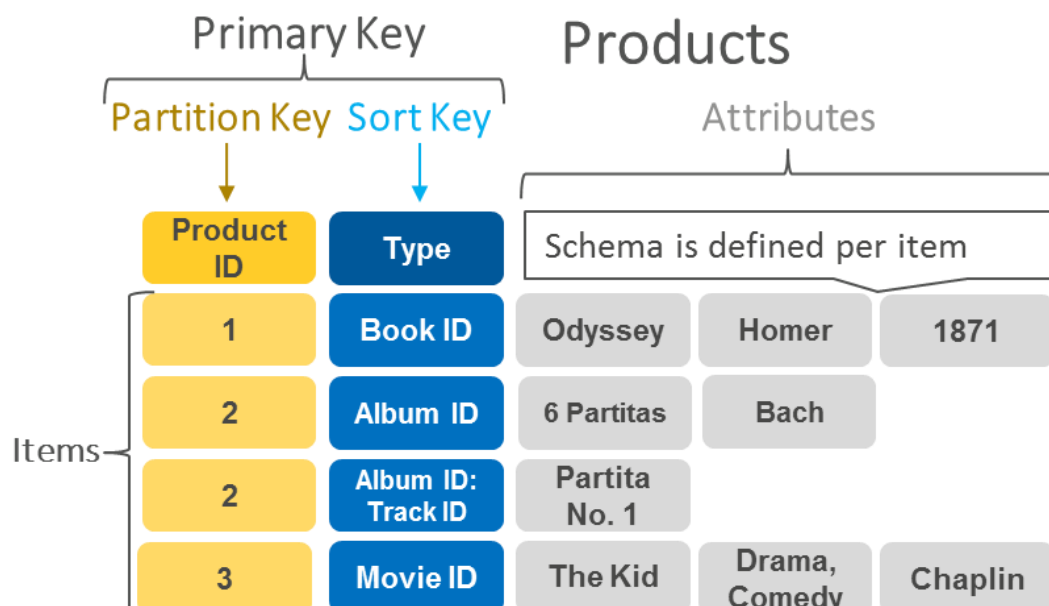 Primary Key
Products
Partition Key
Sort Key
Attributes
Product
ID
Type
Schema is defined per item
1
Book ID
Odyssey
Homer
1871
Items
2
Album ID
6 Partitas
Bach
2
Album ID:
Track ID
Partita
No. 1
3
Movie ID
The Kid
Drama,
Comedy
Chaplin